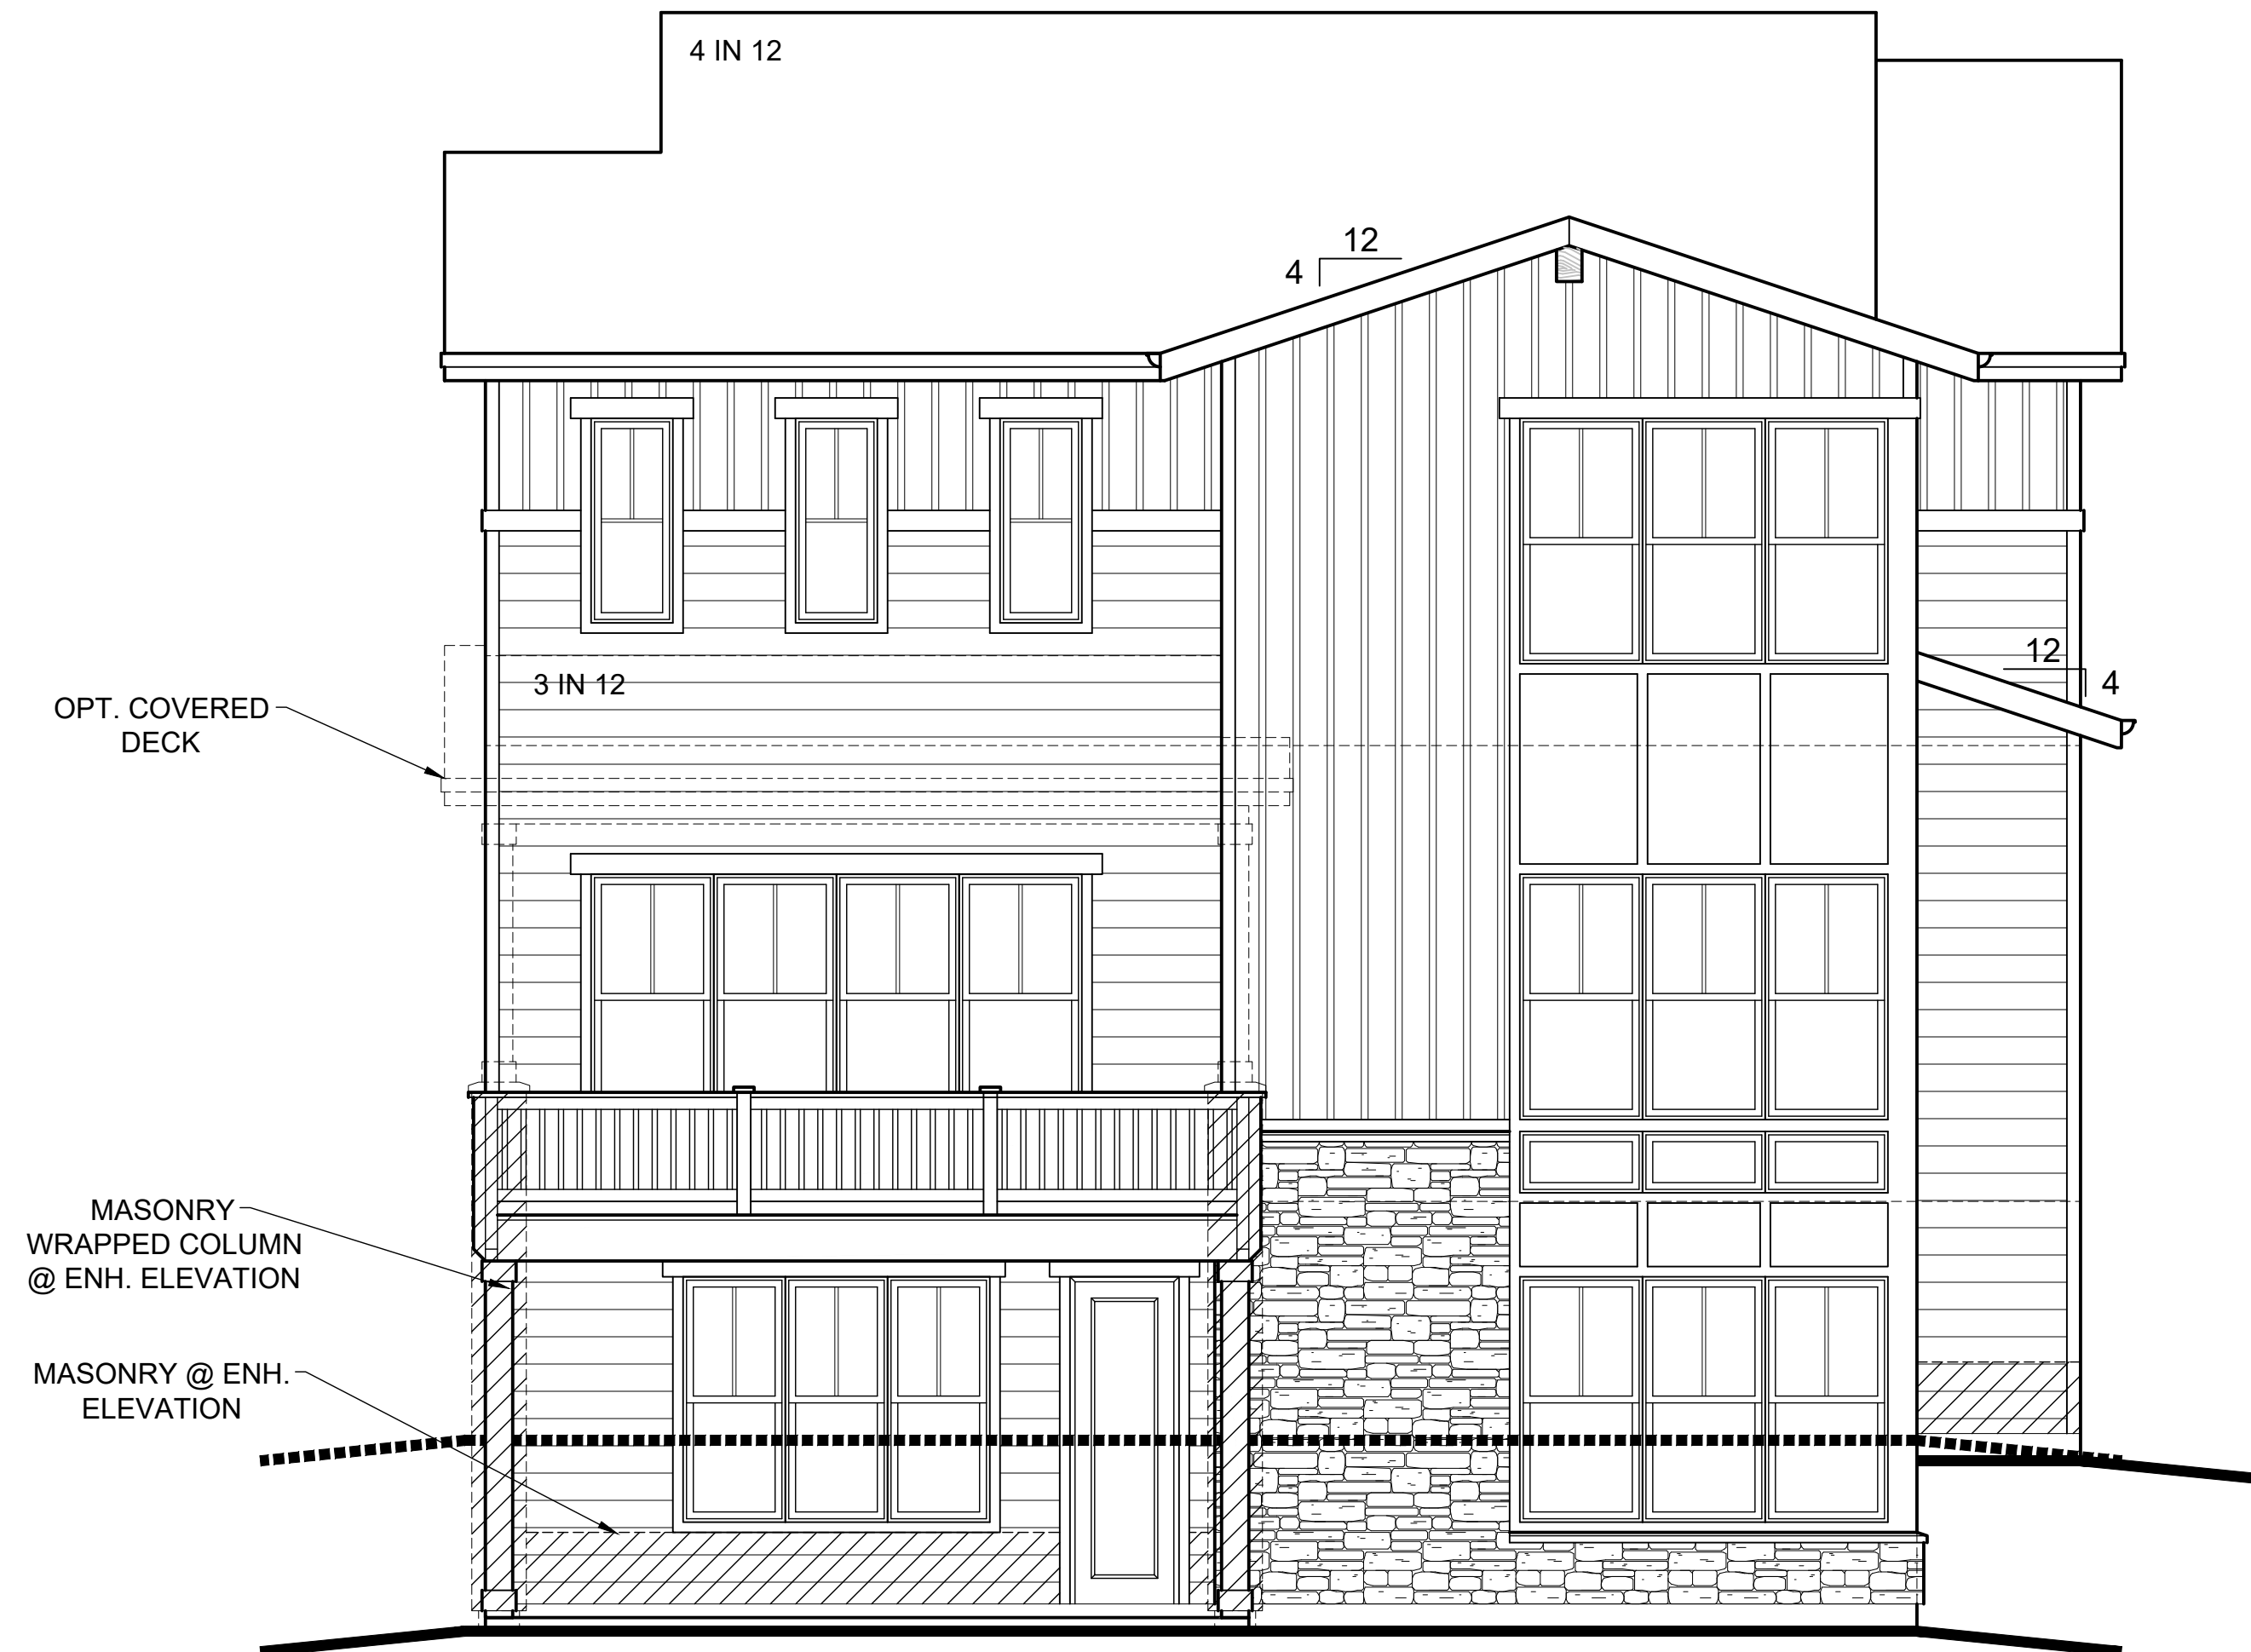 4 IN 12
12
4
12
4
3 IN 12
OPT. COVERED
DECK
MASONRY
WRAPPED COLUMN
@ ENH. ELEVATION
MASONRY @ ENH.
ELEVATION